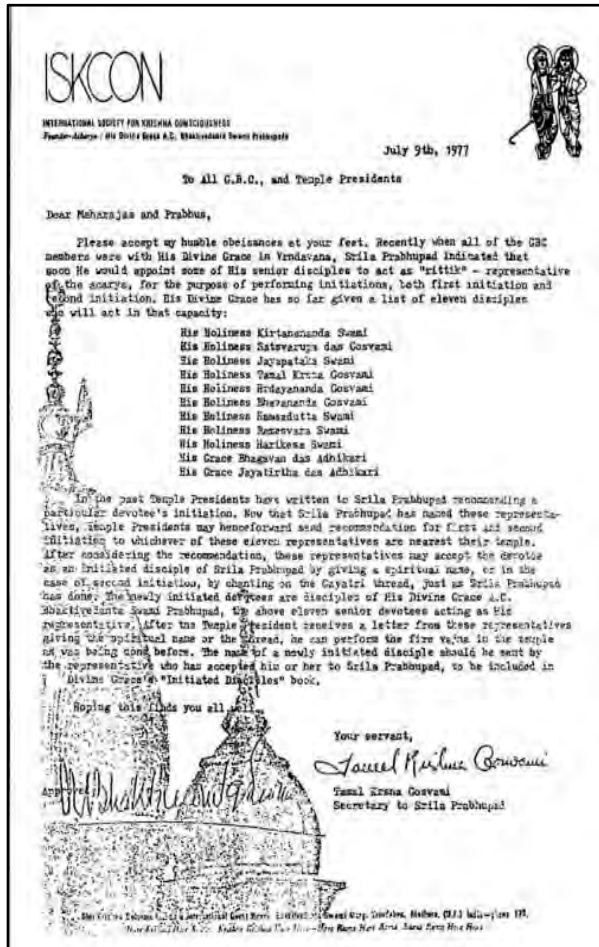 ISKCON
INTERNATIONAL SOCIETY FOR KRISHNA CONSCIOUSNESS
Founder-Acharya: His Divine Grace A.C. Bhaktivedanta Swami Prabhupada
July 9th, 1977
To All G.B.C., and Temple Presidents
Dear Maharajas and Prabhus,
Please accept my humble obeisances at your feet. Recently when all of the GBC
members were with His Divine Grace in Vrndavana, Srila Prabhupad indicated that
soon He would appoint some of His senior disciples to act as "rittik" - representative
of the acarya, for the purpose of performing initiations, both first initiation and
second initiation. His Divine Grace has so far given a list of eleven disciples
who will act in that capacity:
His Holiness Kirtanananda Swami
His Holiness Satsvarupa das Gosvami
His Holiness Jayapataka Swami
His Holiness Tamal Krsna Gosvami
His Holiness Hrdayananda Gosvami
His Holiness Bhavananda Gosvami
His Holiness Hamsadutta Swami
His Holiness Ramesvara Swami
His Holiness Harikesa Swami
His Grace Bhagavan das Adhikari
His Grace Jayatirtha das Adhikari
In the past Temple Presidents have written to Srila Prabhupad recommending a
particular devotee's initiation. Now that Srila Prabhupad has named these representa-
tives, Temple Presidents may henceforward send recommendation for first and second
initiation to whichever of these eleven representatives are nearest their temple.
After considering the recommendation, these representatives may accept the devotee
as an initiated disciple of Srila Prabhupad by giving a spiritual name, or in the
case of second initiation, by chanting on the Gayatri thread, just as Srila Prabhupad
has done. The newly initiated devotees are disciples of His Divine Grace A.C.
Bhaktivedanta Swami Prabhupad, the above eleven senior devotees acting as His
representative. After the Temple President receives a letter from these representatives
giving the spiritual name or the thread, he can perform the fire yajna in the temple
as was being done before. The name of a newly initiated disciple should be sent by
the representative who has accepted him or her to Srila Prabhupad, to be included in
Divine Grace's "Initiated Disciples" book.
Hoping this finds you all well.
Your servant,
Tamal Krishna Goswami
Tamal Krsna Gosvami
Secretary to Srila Prabhupad
Approved: